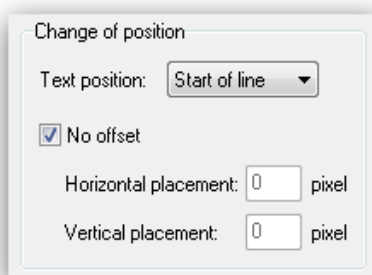 Change of position
Text position: Start of line
No offset
Horizontal placement: 0 pixel
Vertical placement: 0 pixel